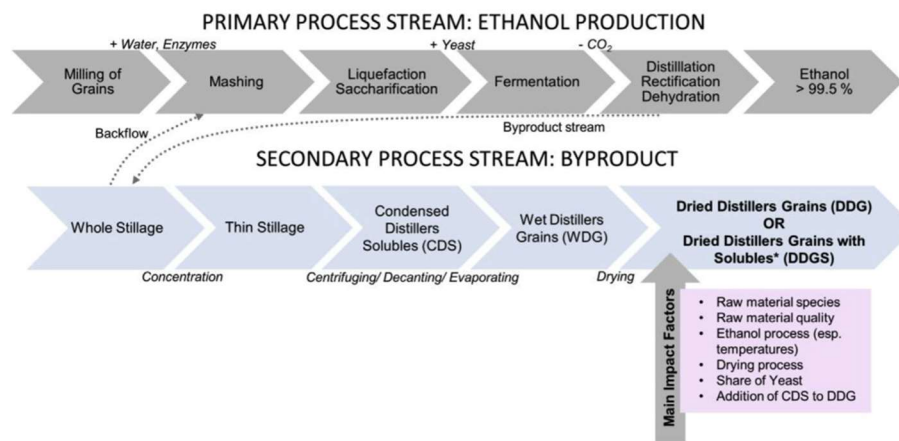 PRIMARY PROCESS STREAM: ETHANOL PRODUCTION
+ Water, Enzymes
+ Yeast
- CO2
Milling of
Grains
Mashing
Liquefaction
Saccharification
Fermentation
Distilllation
Rectification
Dehydration
Ethanol
> 99.5 %
Backflow
Byproduct stream
SECONDARY PROCESS STREAM: BYPRODUCT
Whole Stillage
Thin Stillage
Condensed
Distillers
Solubles (CDS)
Wet Distillers
Grains (WDG)
Dried Distillers Grains (DDG)
OR
Dried Distillers Grains with
Solubles* (DDGS)
Concentration
Centrifuging/ Decanting/ Evaporating
Drying
Main Impact Factors
• Raw material species
• Raw material quality
• Ethanol process (esp.
temperatures)
• Drying process
• Share of Yeast
• Addition of CDS to DDG